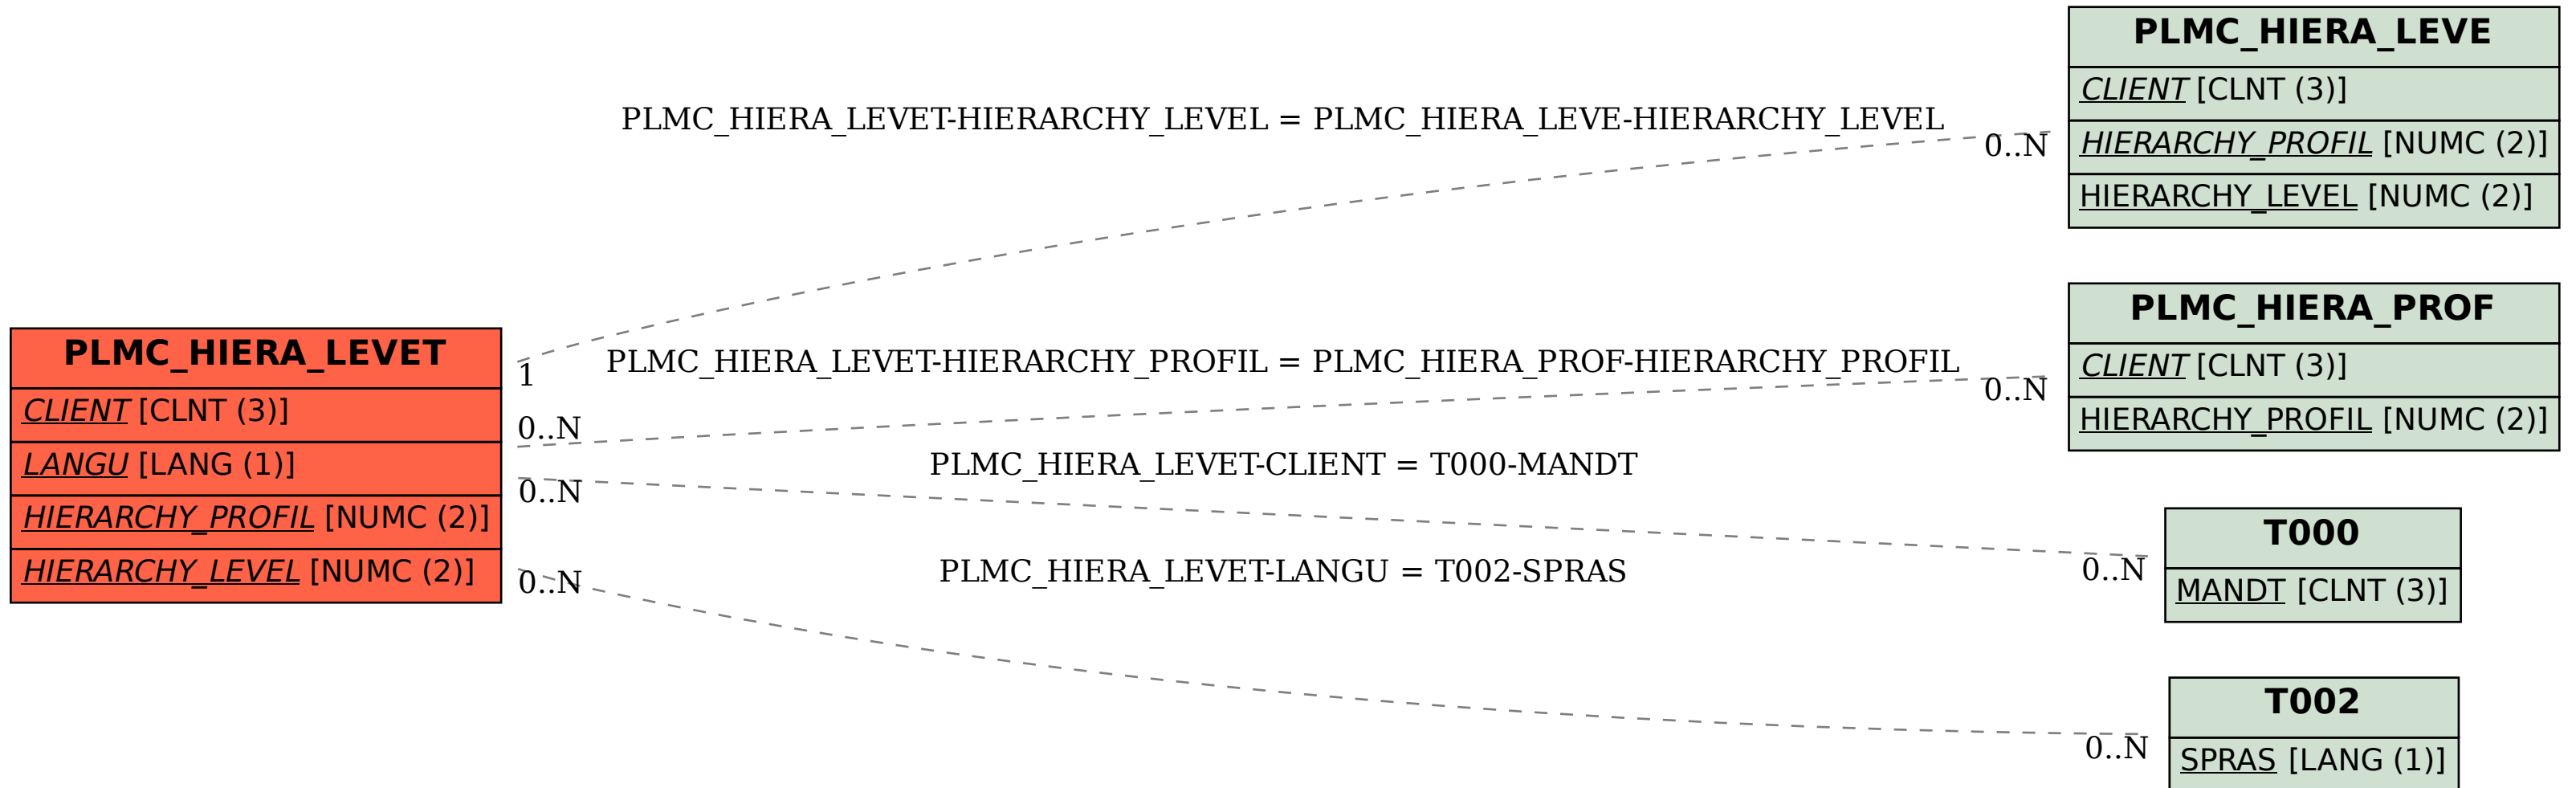 PLMC_HIERA_LEVET
CLIENT [CLNT (3)]
LANGU [LANG (1)]
HIERARCHY_PROFIL [NUMC (2)]
HIERARCHY_LEVEL [NUMC (2)]
PLMC_HIERA_LEVET-HIERARCHY_LEVEL = PLMC_HIERA_LEVE-HIERARCHY_LEVEL
1
0..N
PLMC_HIERA_LEVET-HIERARCHY_PROFIL = PLMC_HIERA_PROF-HIERARCHY_PROFIL
0..N
0..N
PLMC_HIERA_LEVET-CLIENT = T000-MANDT
0..N
0..N
PLMC_HIERA_LEVET-LANGU = T002-SPRAS
0..N
0..N
PLMC_HIERA_LEVE
CLIENT [CLNT (3)]
HIERARCHY_PROFIL [NUMC (2)]
HIERARCHY_LEVEL [NUMC (2)]
PLMC_HIERA_PROF
CLIENT [CLNT (3)]
HIERARCHY_PROFIL [NUMC (2)]
T000
MANDT [CLNT (3)]
T002
SPRAS [LANG (1)]